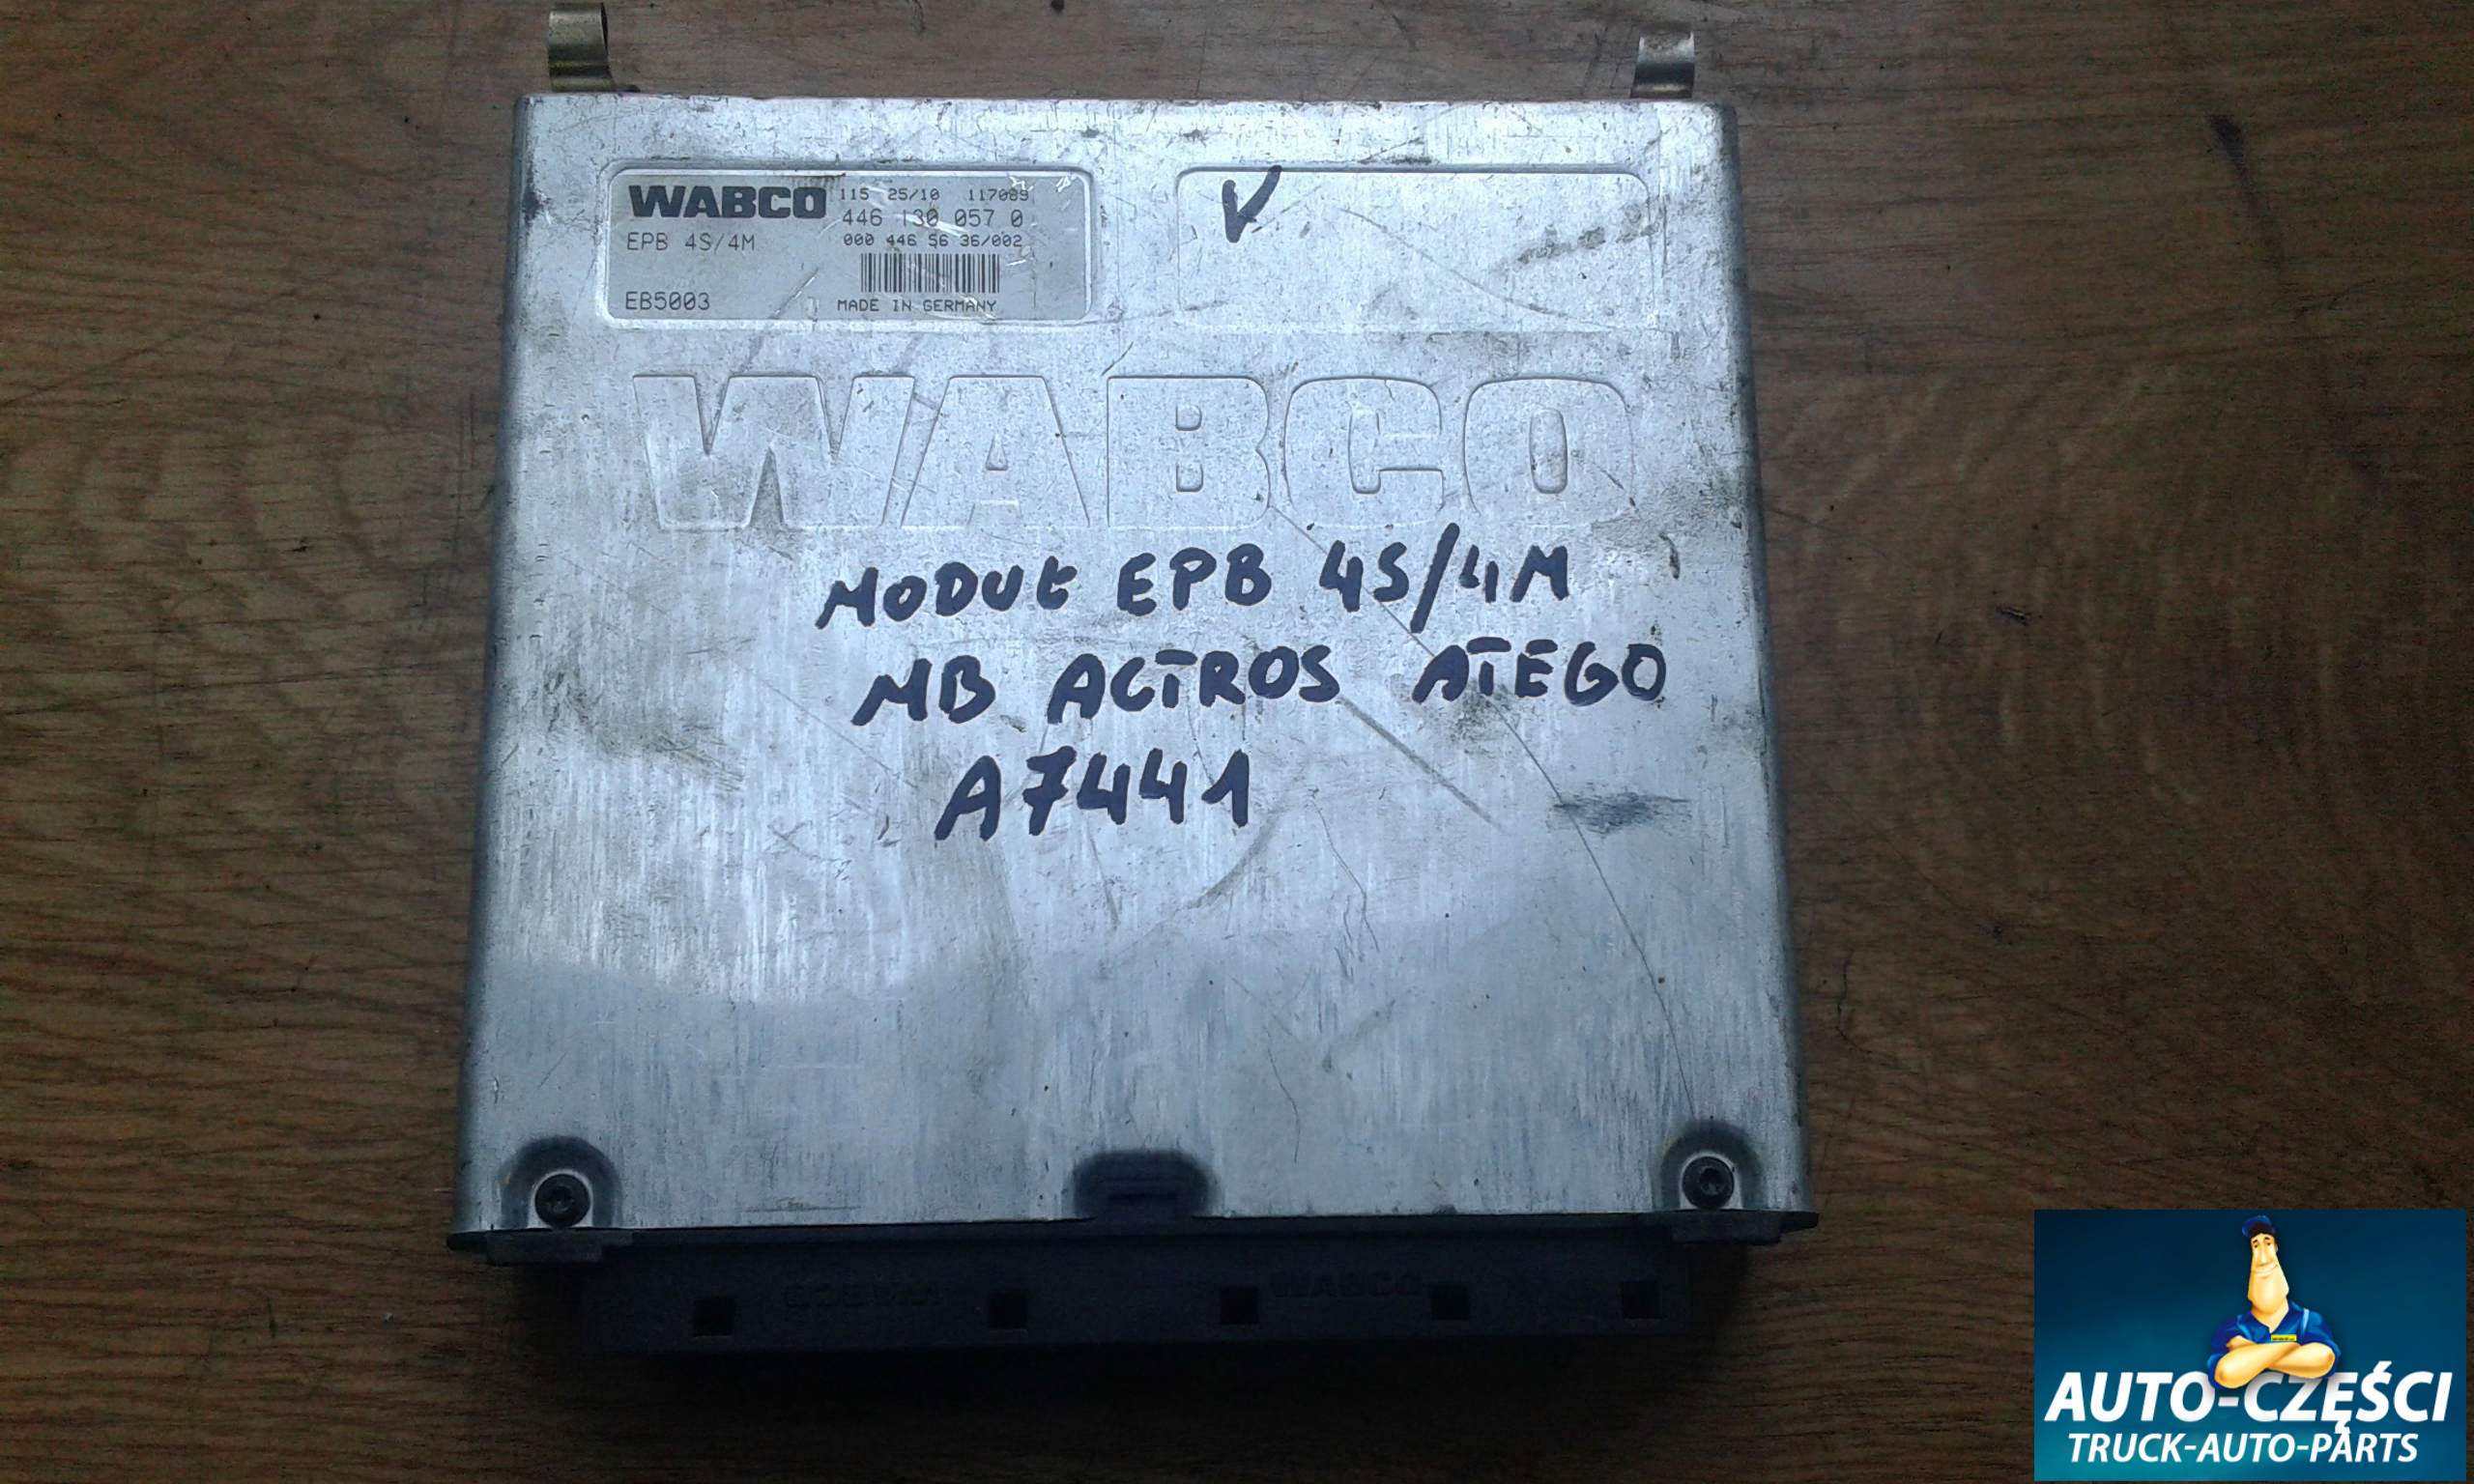 WABCO 115 25/10 117089
446 130 057 0
EPB 4S/4M 000 446 56 36/002
EB5003 MADE IN GERMANY
V
WABCO
MODUŁ EPB 4S/4M
MB ACTROS ATEGO
A7441
WABCO
AUTO-CZĘŚCI
TRUCK-AUTO-PARTS